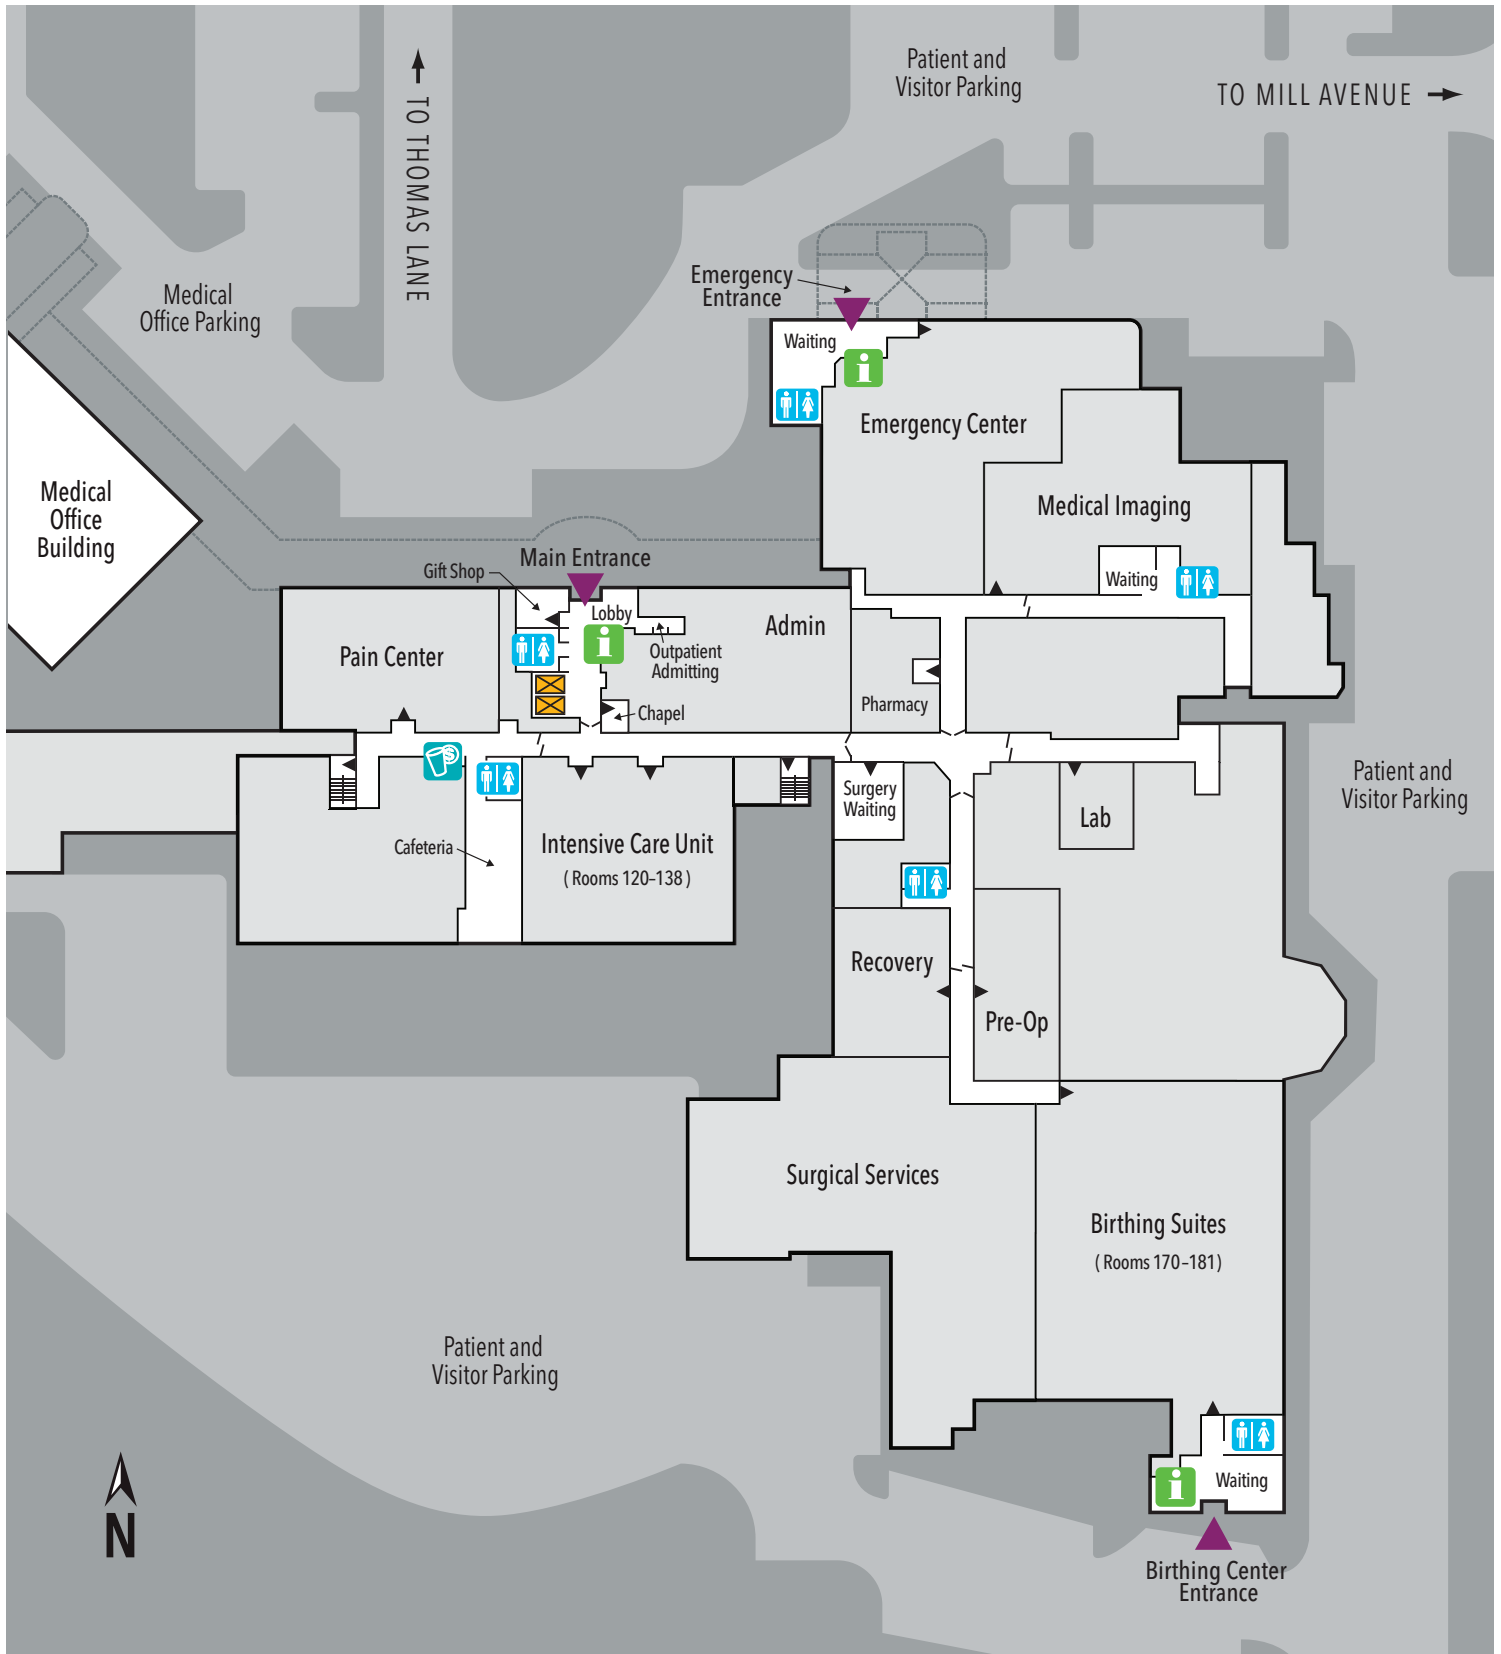 Patient and
Visitor Parking
TO MILL AVENUE
TO THOMAS LANE
Medical
Office Parking
Emergency
Entrance
Waiting
i
Emergency Center
Medical
Office
Building
Medical Imaging
Waiting
Main Entrance
Gift Shop
Lobby
i
Admin
Outpatient
Admitting
Pain Center
Chapel
Pharmacy
$
Patient and
Visitor Parking
Surgery
Waiting
Lab
Cafeteria
Intensive Care Unit
( Rooms 120–138 )
Recovery
Pre-Op
Surgical Services
Birthing Suites
( Rooms 170–181)
Patient and
Visitor Parking
i
Waiting
N
Birthing Center
Entrance